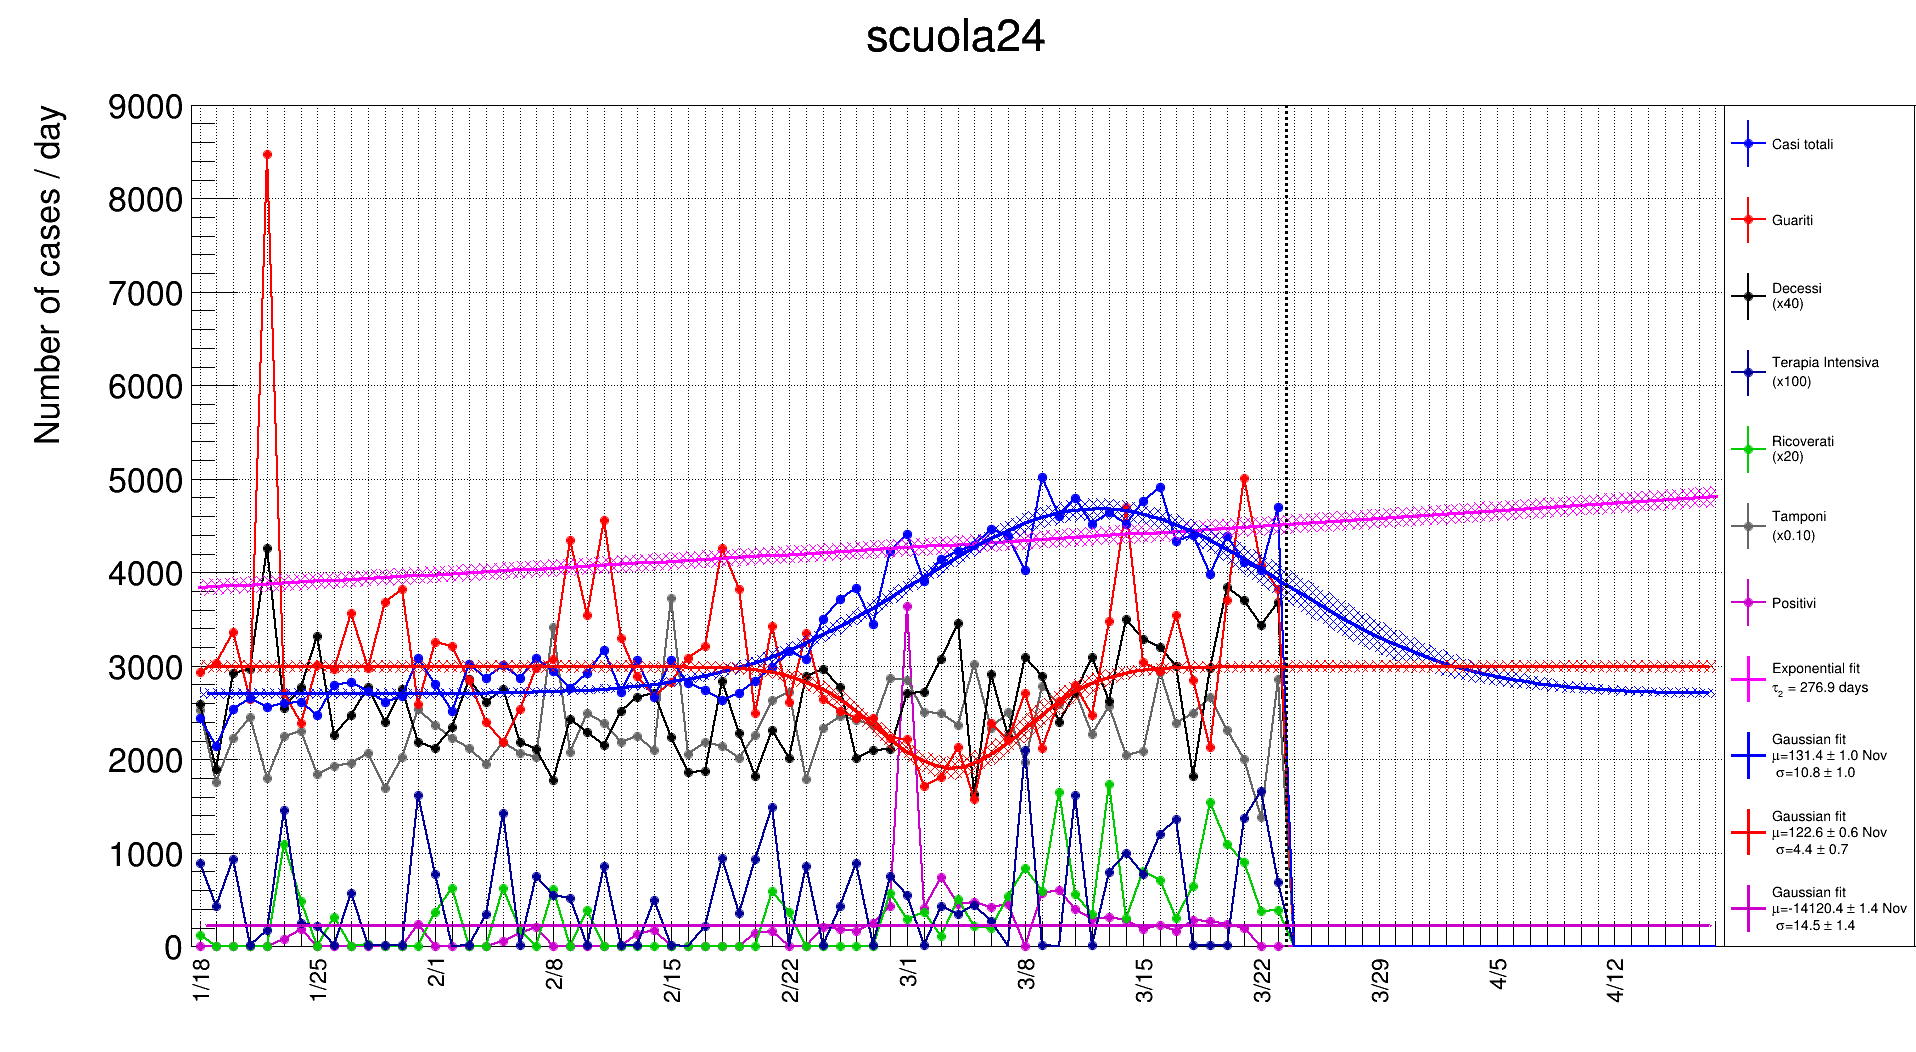 scuola24
Number of cases / day
9000
8000
7000
6000
5000
4000
3000
2000
1000
0
1/18
1/25
2/1
2/8
2/15
2/22
3/1
3/8
3/15
3/22
3/29
4/5
4/12
Casi totali
Guariti
Decessi
(x40)
Terapia Intensiva
(x100)
Ricoverati
(x20)
Tamponi
(x0.10)
Positivi
Exponential fit
τ₂ = 276.9 days
Gaussian fit
μ=131.4 ± 1.0 Nov
σ=10.8 ± 1.0
Gaussian fit
μ=122.6 ± 0.6 Nov
σ=4.4 ± 0.7
Gaussian fit
μ=-14120.4 ± 1.4 Nov
σ=14.5 ± 1.4